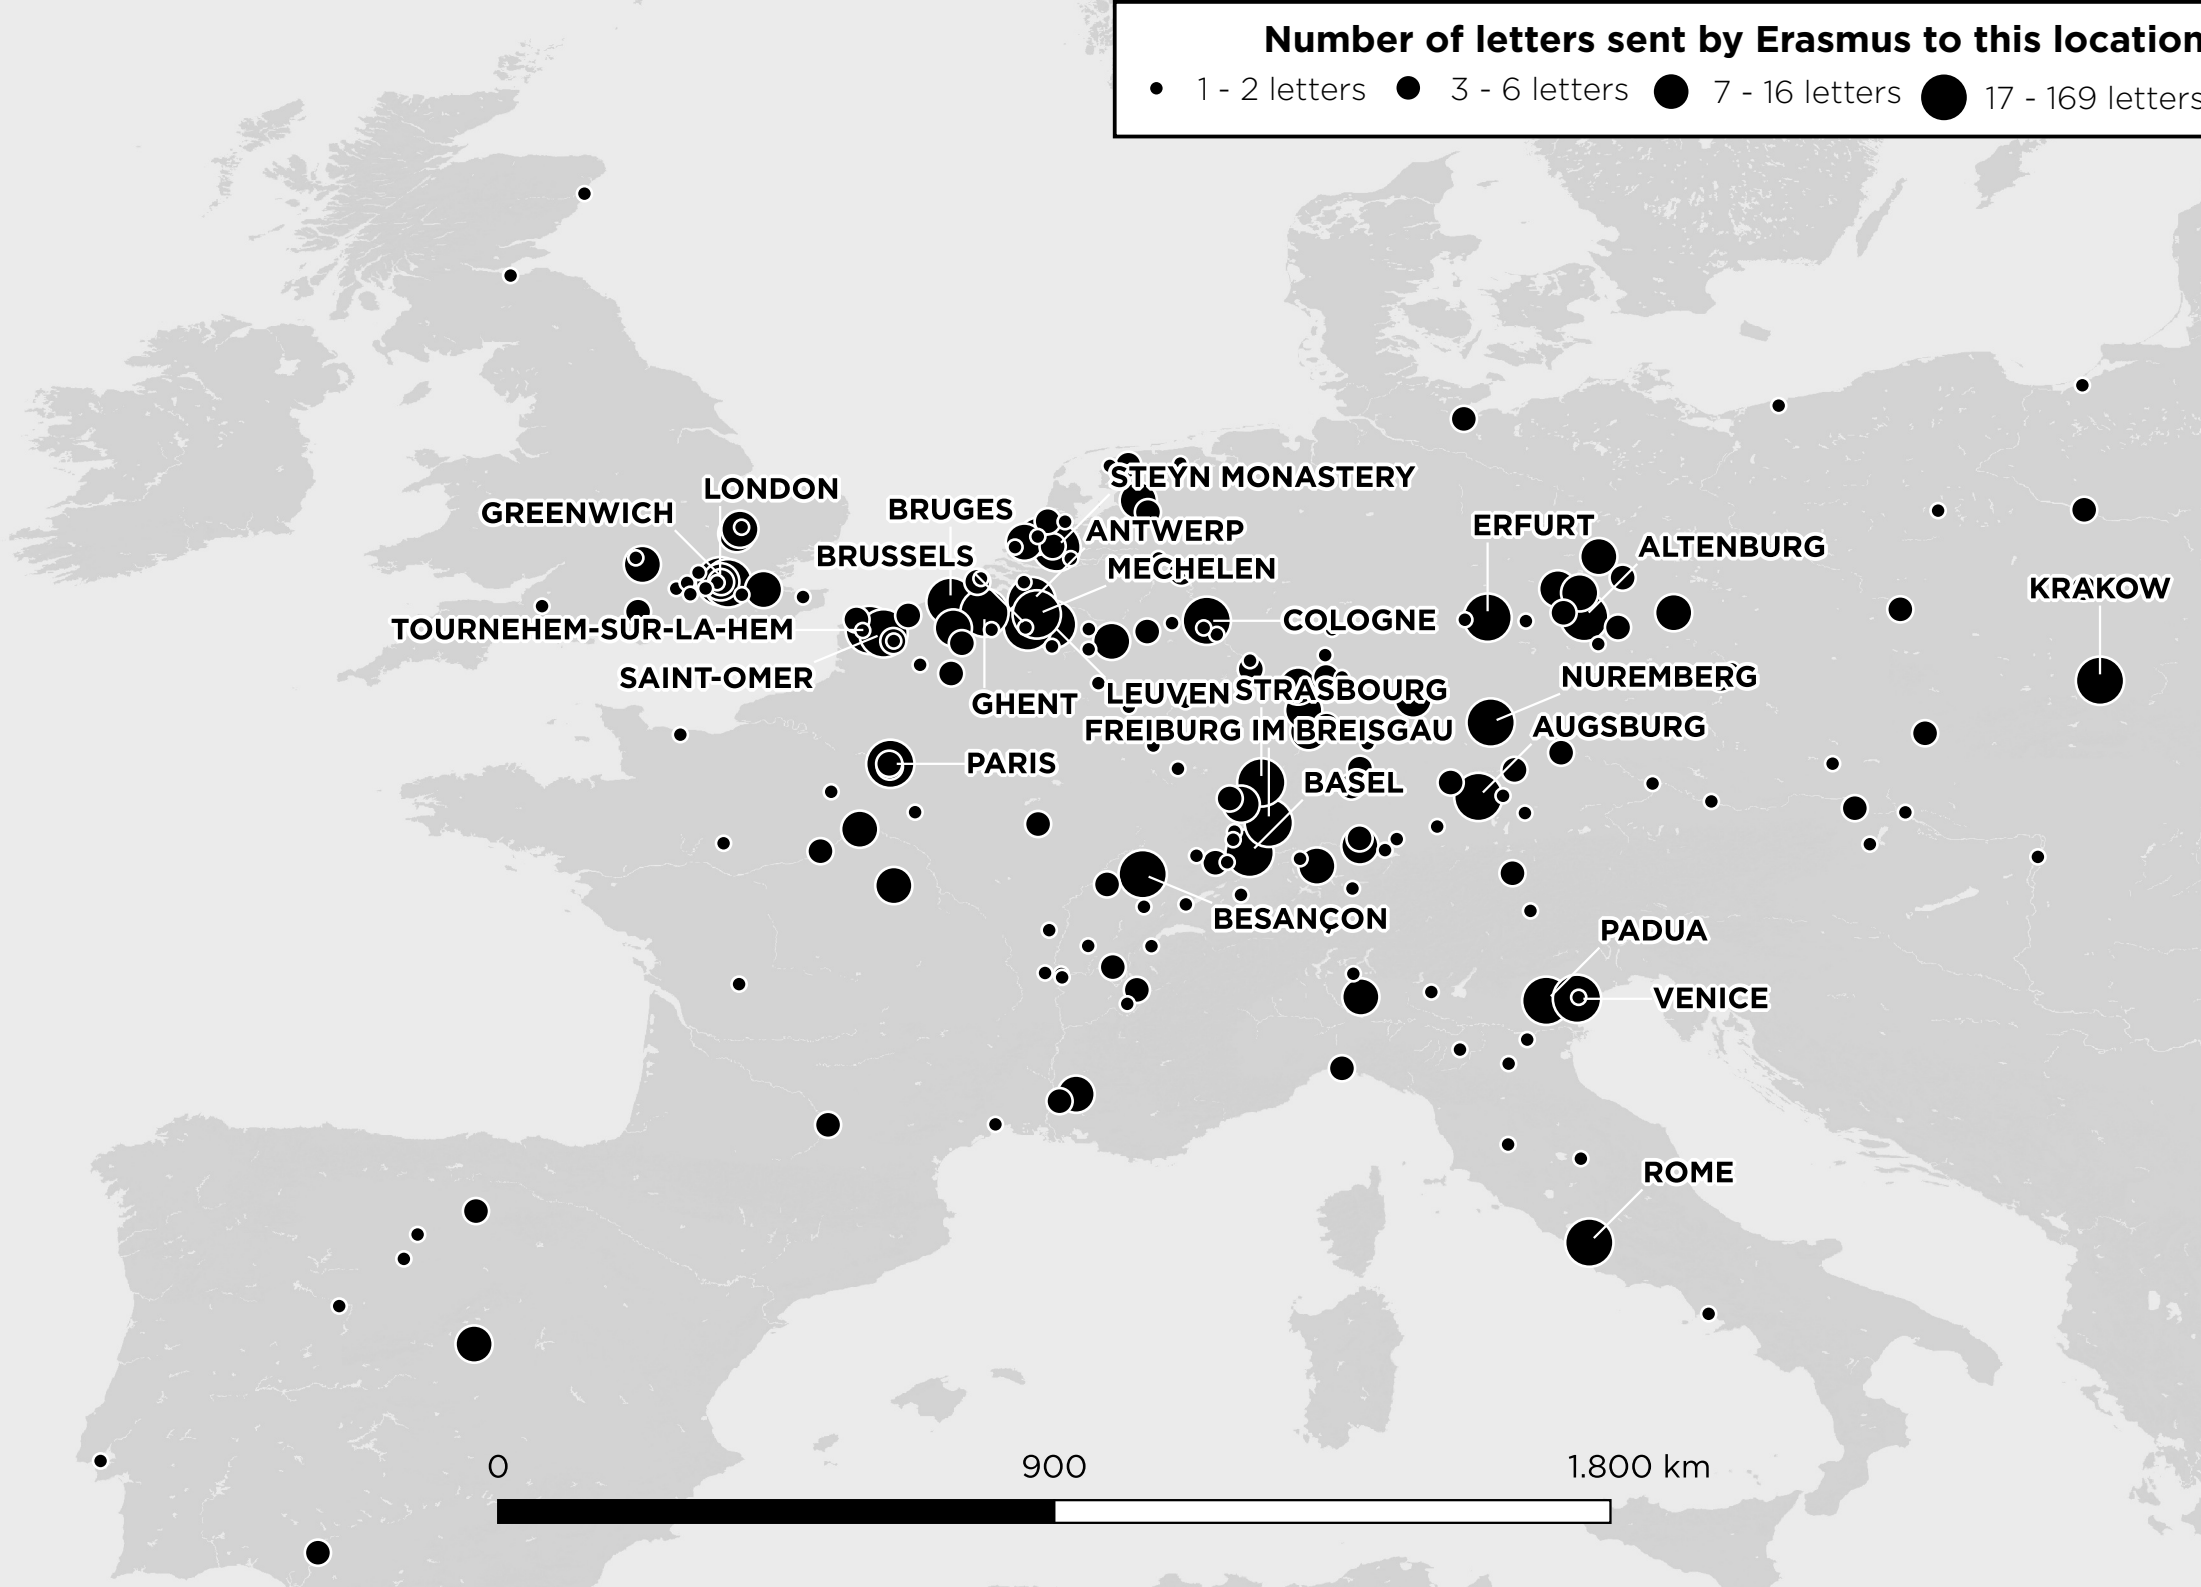 Number of letters sent by Erasmus to this location
1 - 2 letters 3 - 6 letters 7 - 16 letters 17 - 169 letters
STEYN MONASTERY
LONDON
GREENWICH
BRUGES
ERFURT
ANTWERP
ALTENBURG
BRUSSELS
MECHELEN
KRAKOW
COLOGNE
TOURNEHEM-SUR-LA-HEM
SAINT-OMER
NUREMBERG
LEUVEN
STRASBOURG
GHENT
AUGSBURG
FREIBURG IM BREISGAU
PARIS
BASEL
BESANÇON
PADUA
VENICE
ROME
0 900 1.800 km